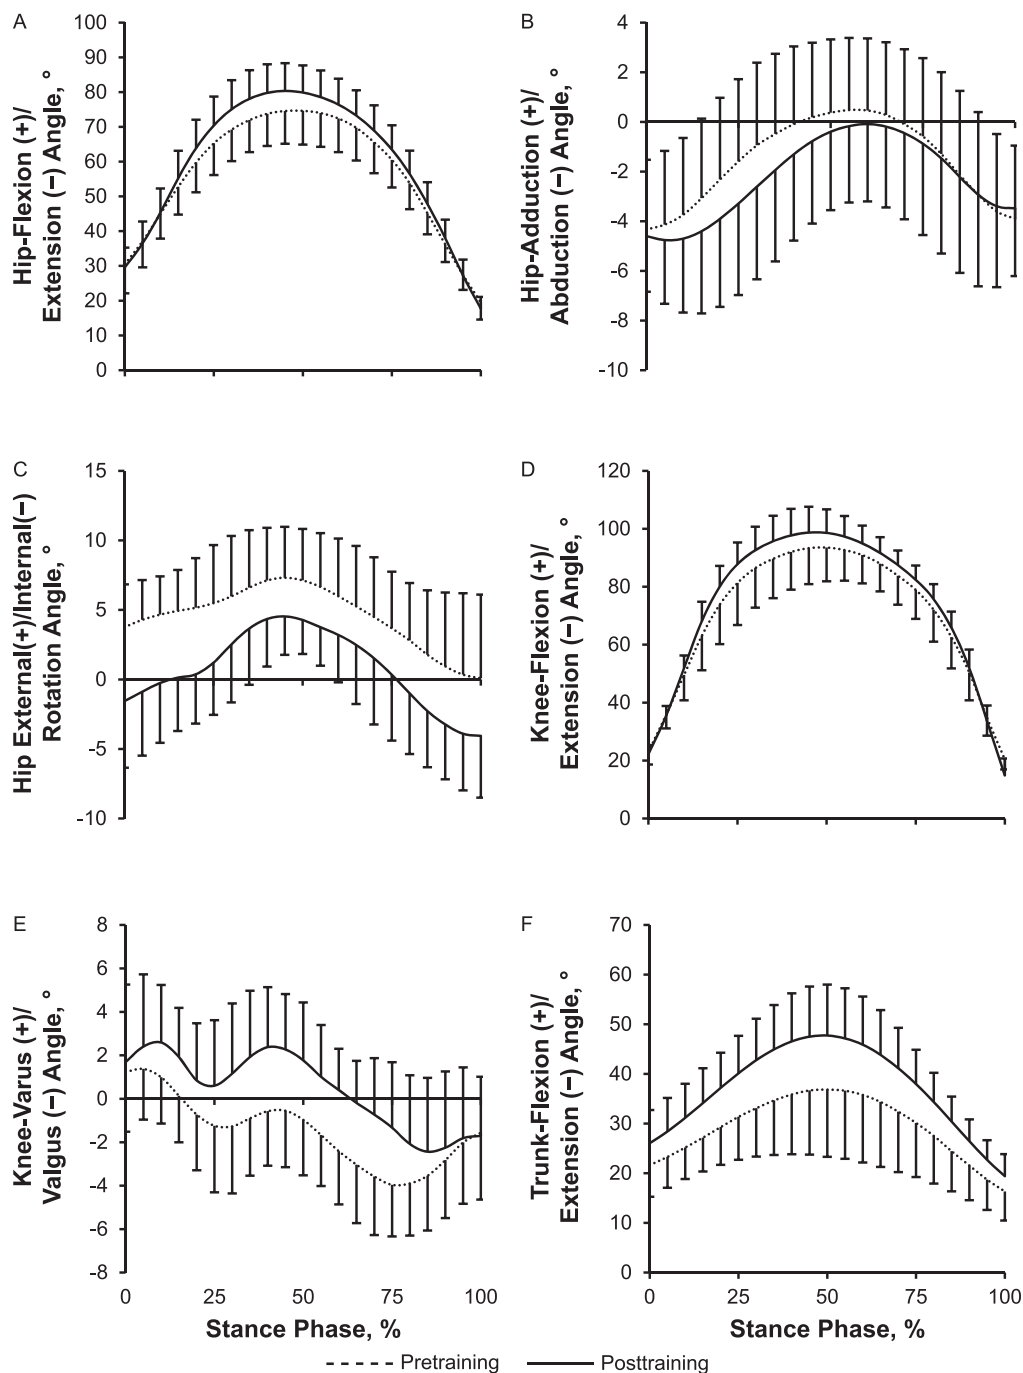 A
Hip-Flexion (+)/
Extension (−) Angle, °
100
90
80
70
60
50
40
30
20
10
0
B
Hip-Adduction (+)/
Abduction (−) Angle, °
4
2
0
-2
-4
-6
-8
-10
C
Hip External(+)/Internal(−)
Rotation Angle, °
15
10
5
0
-5
-10
D
Knee-Flexion (+)/
Extension (−) Angle, °
120
100
80
60
40
20
0
E
Knee-Varus (+)/
Valgus (−) Angle, °
8
6
4
2
0
-2
-4
-6
-8
0 25 50 75 100
Stance Phase, %
F
Trunk-Flexion (+)/
Extension (−) Angle, °
70
60
50
40
30
20
10
0
0 25 50 75 100
Stance Phase, %
Pretraining Posttraining